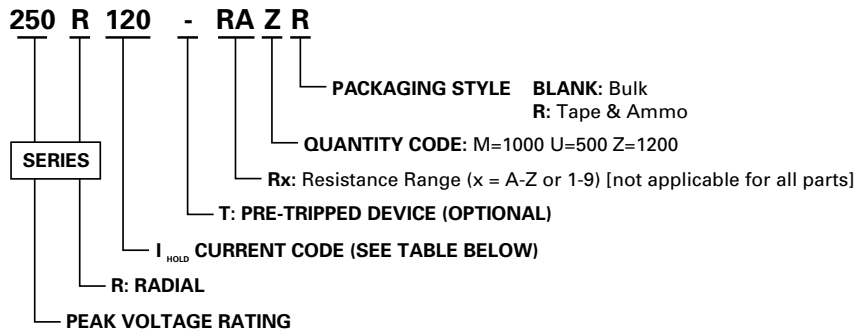 250 R 120 - RA Z R
PACKAGING STYLE BLANK: Bulk
R: Tape & Ammo
QUANTITY CODE: M=1000 U=500 Z=1200
SERIES
Rx: Resistance Range (x = A-Z or 1-9) [not applicable for all parts]
T: PRE-TRIPPED DEVICE (OPTIONAL)
I HOLD CURRENT CODE (SEE TABLE BELOW)
R: RADIAL
PEAK VOLTAGE RATING